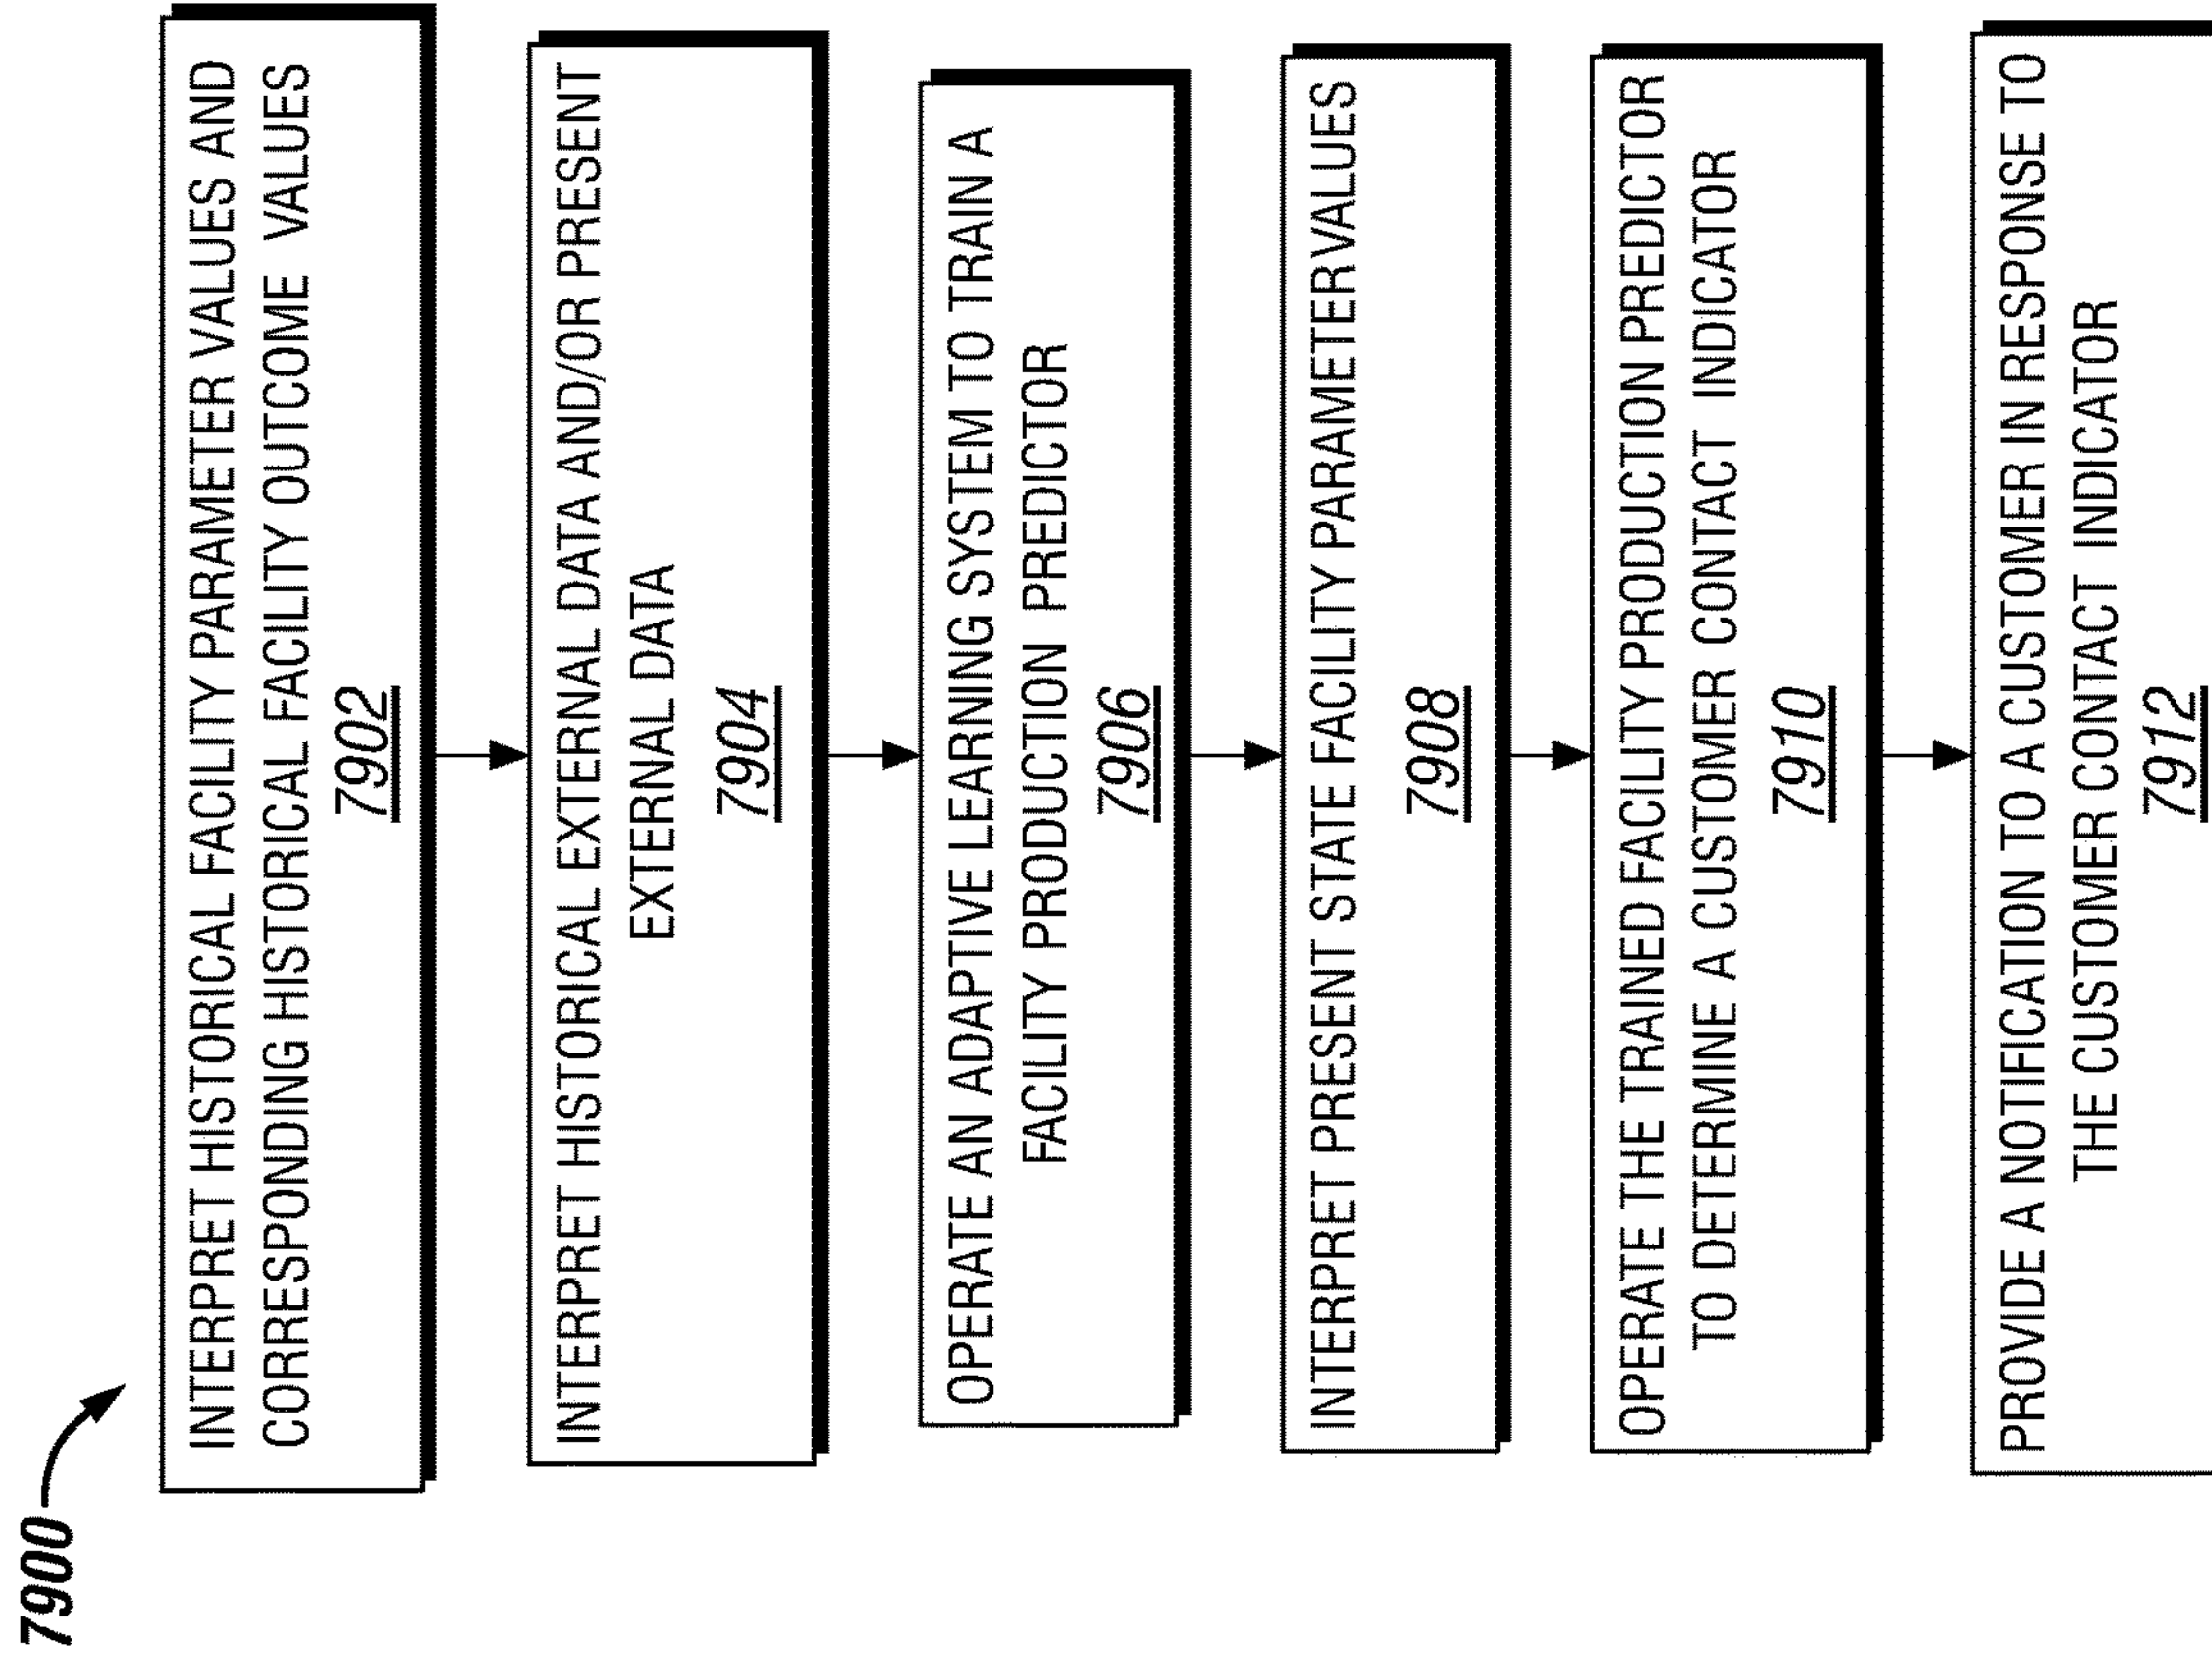 7900
INTERPRET HISTORICAL FACILITY PARAMETER VALUES AND
CORRESPONDING HISTORICAL FACILITY OUTCOME VALUES
7902
INTERPRET HISTORICAL EXTERNAL DATA AND/OR PRESENT
EXTERNAL DATA
7904
OPERATE AN ADAPTIVE LEARNING SYSTEM TO TRAIN A
FACILITY PRODUCTION PREDICTOR
7906
INTERPRET PRESENT STATE FACILITY PARAMETERVALUES
7908
OPERATE THE TRAINED FACILITY PRODUCTION PREDICTOR
TO DETERMINE A CUSTOMER CONTACT INDICATOR
7910
PROVIDE A NOTIFICATION TO A CUSTOMER IN RESPONSE TO
THE CUSTOMER CONTACT INDICATOR
7912